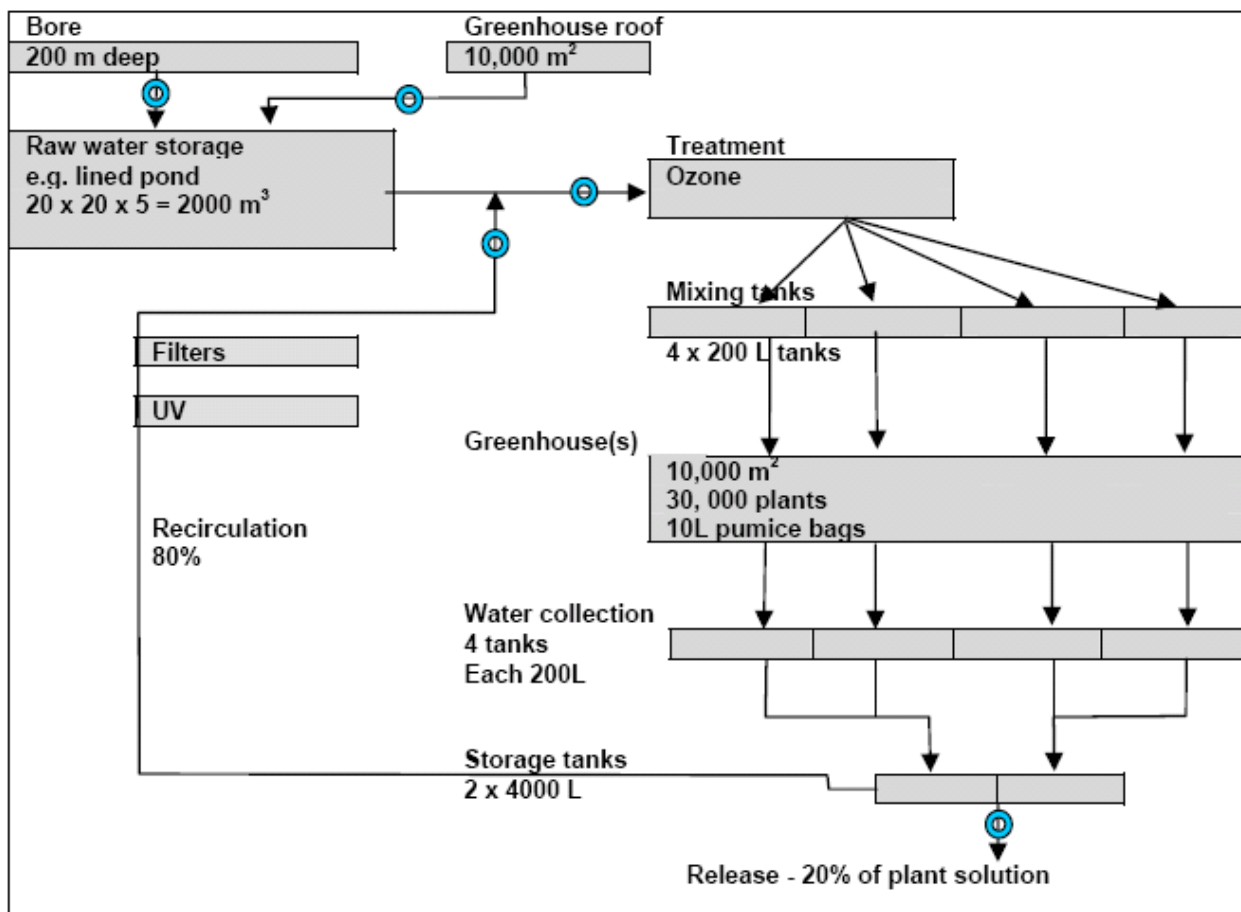 Bore
200 m deep
Greenhouse roof
10,000 m²
Raw water storage
e.g. lined pond
20 x 20 x 5 = 2000 m³
Treatment
Ozone
Mixing tanks
4 x 200 L tanks
Filters
UV
Greenhouse(s)
10,000 m²
30, 000 plants
10L pumice bags
Recirculation
80%
Water collection
4 tanks
Each 200L
Storage tanks
2 x 4000 L
Release - 20% of plant solution